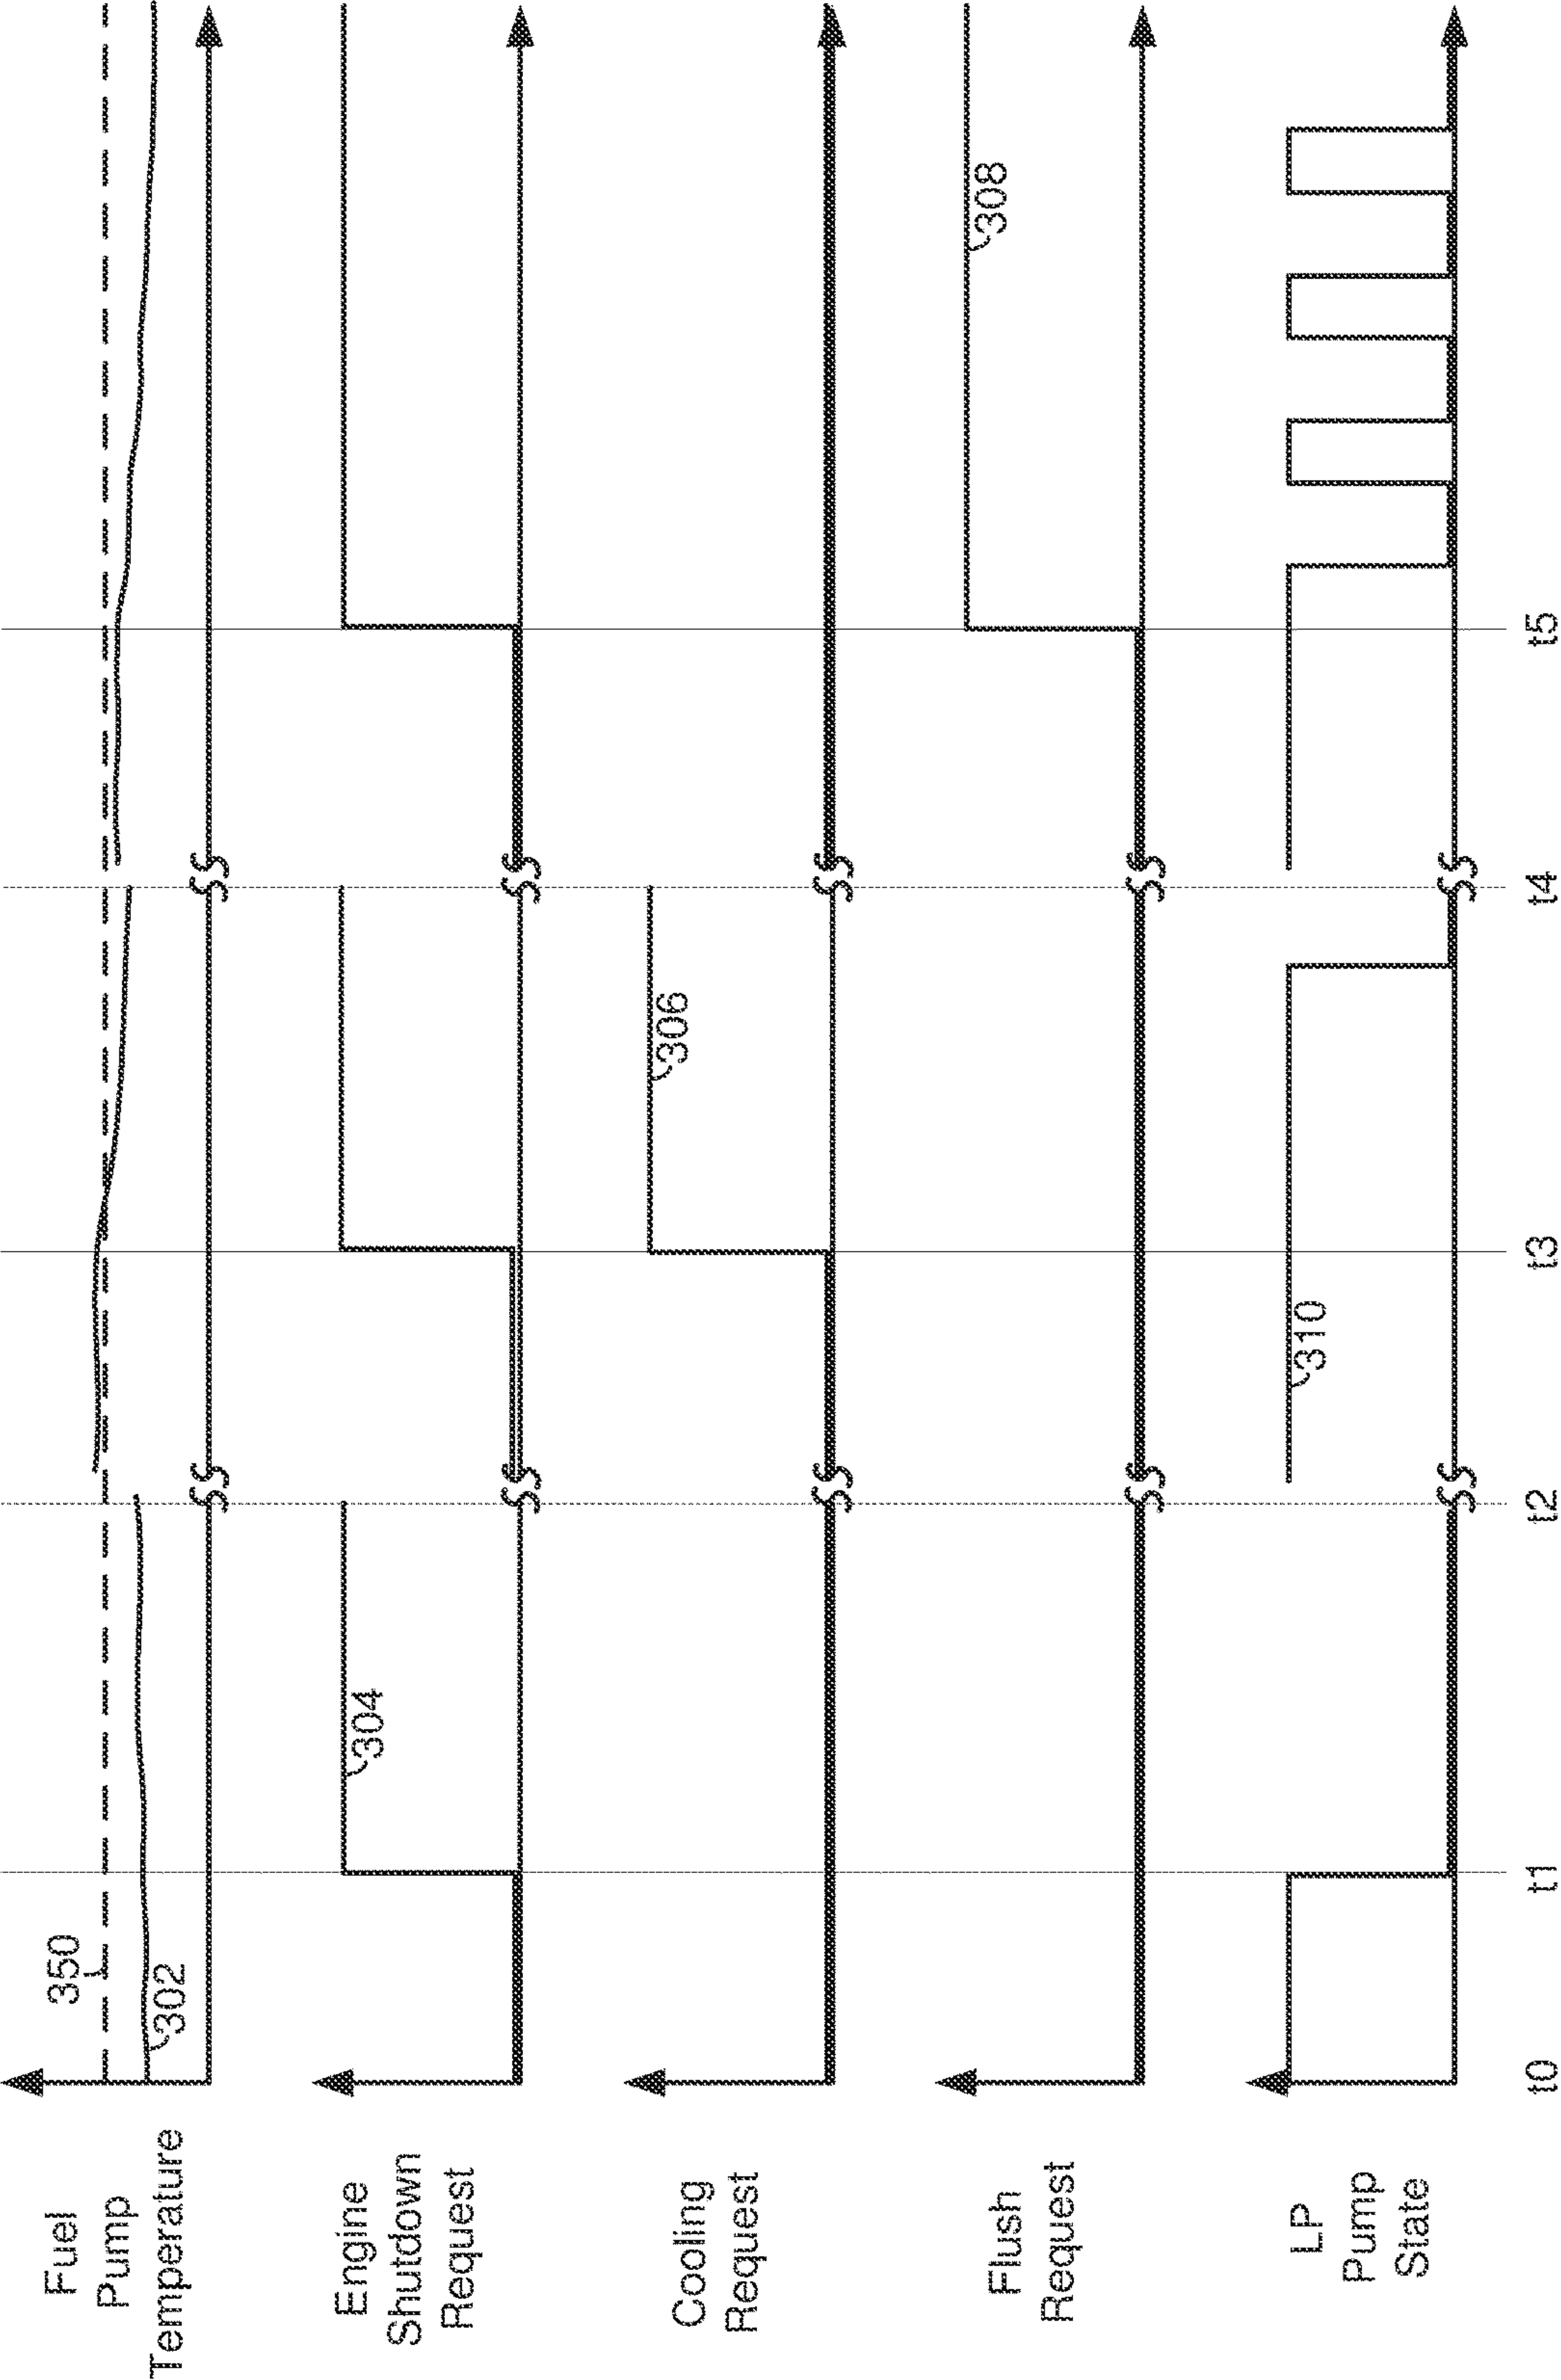 Fuel
Pump
Temperature
350
302
Engine
Shutdown
Request
304
Cooling
Request
306
Flush
Request
308
LP
Pump
State
310
t0
t1
t2
t3
t4
t5